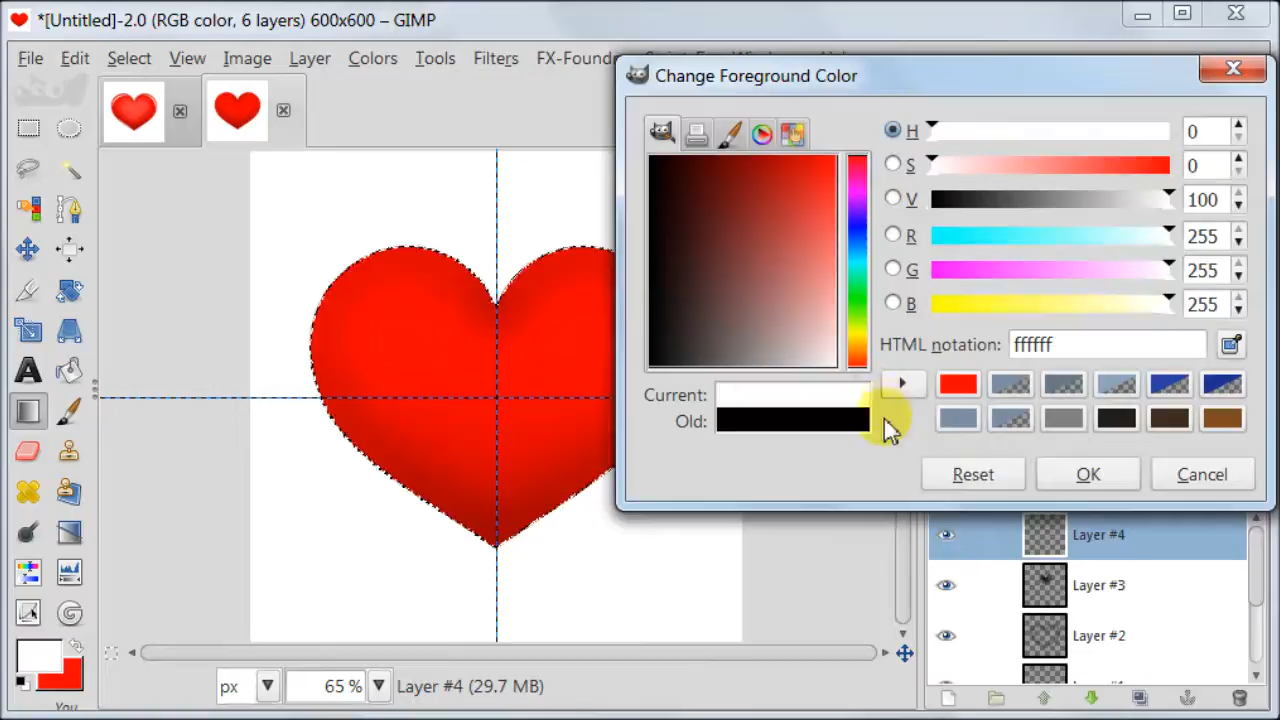 *[Untitled]-2.0 (RGB color, 6 layers) 600x600 – GIMP
File Edit Select View Image Layer Colors Tools Filters FX-Found
Change Foreground Color
H 0
S 0
V 100
R 255
G 255
B 255
HTML notation: ffffff
Current:
Old:
Reset OK Cancel
Layer #4
Layer #3
Layer #2
px 65 % Layer #4 (29.7 MB)
You